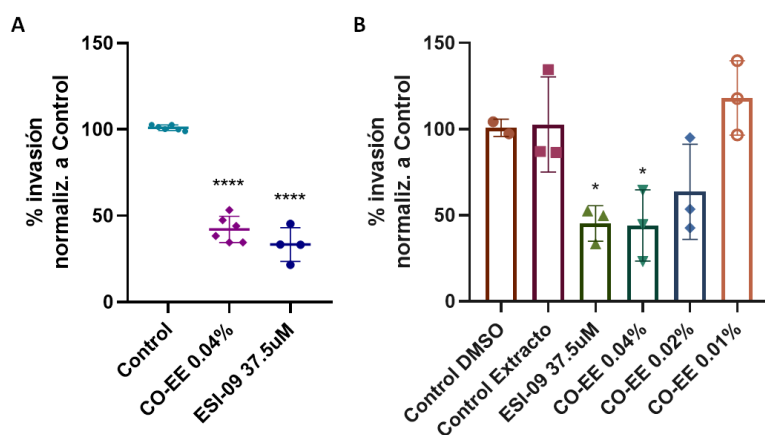 A
% invasión
normaliz. a Control
150
100
50
0
****
****
Control
CO-EE 0.04%
ESI-09 37.5uM
B
% invasión
normaliz. a Control
150
100
50
0
*
*
Control DMSO
Control Extracto
ESI-09 37.5uM
CO-EE 0.04%
CO-EE 0.02%
CO-EE 0.01%